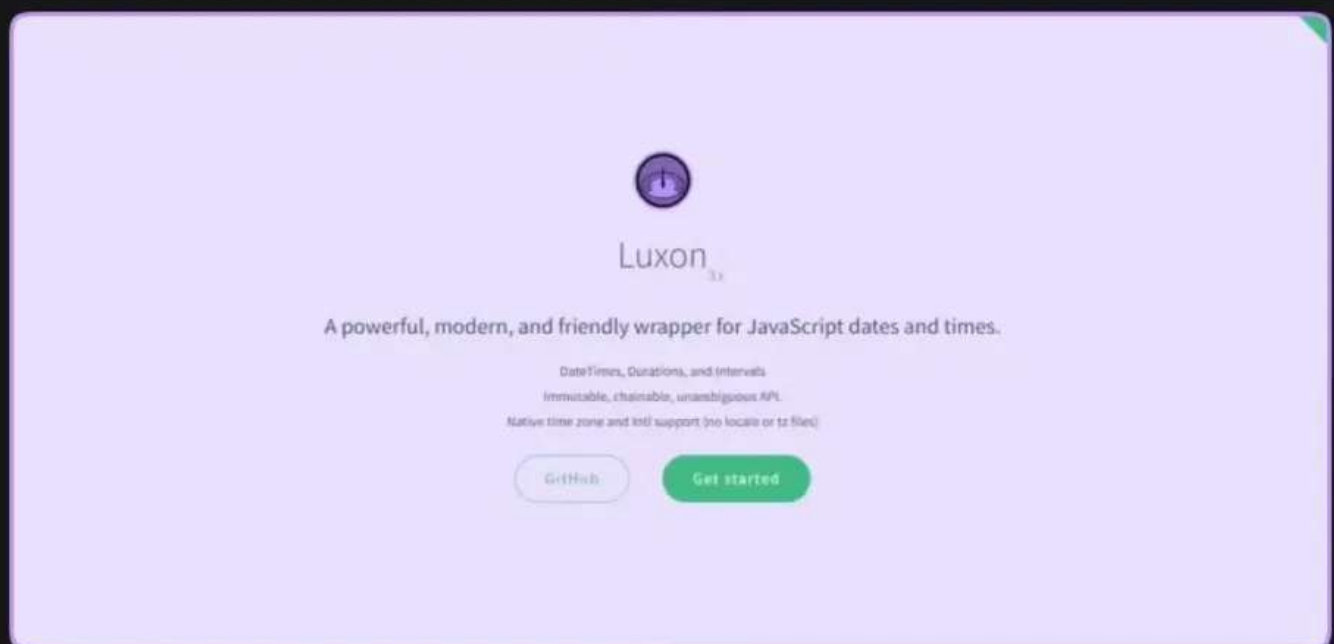 Luxon
3.x
A powerful, modern, and friendly wrapper for JavaScript dates and times.
DateTimes, Durations, and Intervals
Immutable, chainable, unambiguous API.
Native time zone and Intl support (no locale or tz files)
GitHub
Get started